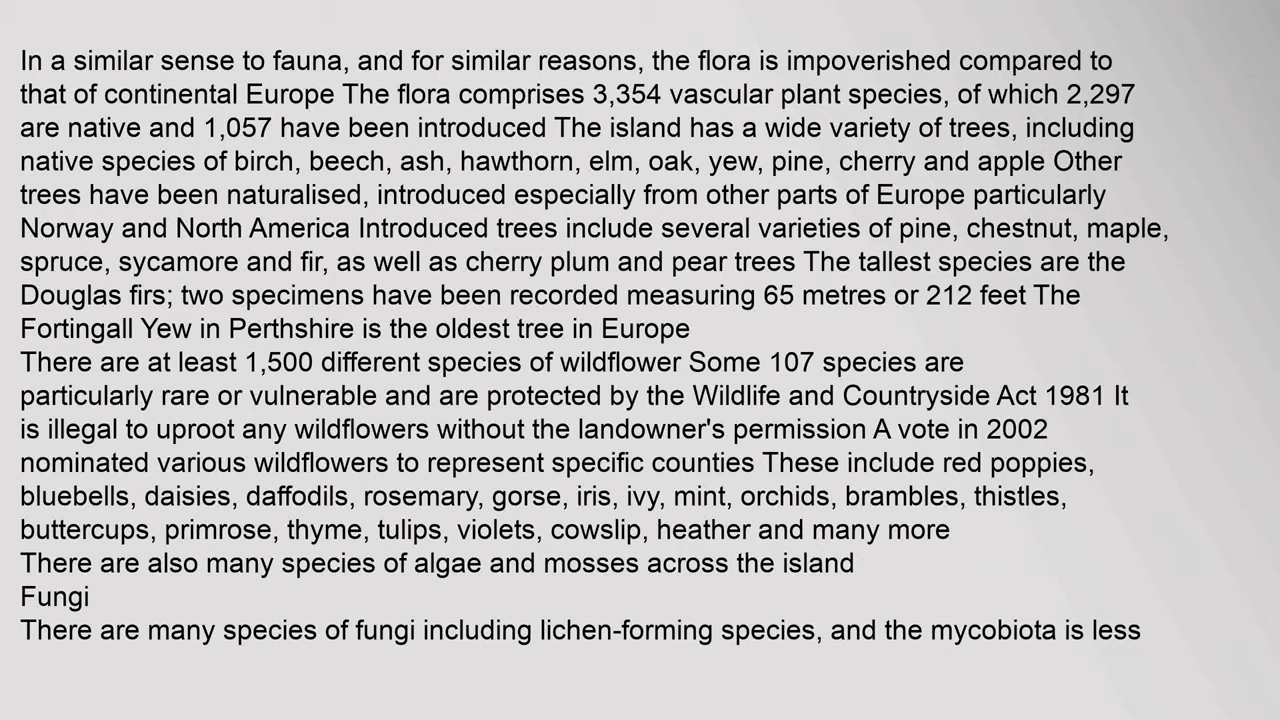 In a similar sense to fauna, and for similar reasons, the flora is impoverished compared to
that of continental Europe The flora comprises 3,354 vascular plant species, of which 2,297
are native and 1,057 have been introduced The island has a wide variety of trees, including
native species of birch, beech, ash, hawthorn, elm, oak, yew, pine, cherry and apple Other
trees have been naturalised, introduced especially from other parts of Europe particularly
Norway and North America Introduced trees include several varieties of pine, chestnut, maple,
spruce, sycamore and fir, as well as cherry plum and pear trees The tallest species are the
Douglas firs; two specimens have been recorded measuring 65 metres or 212 feet The
Fortingall Yew in Perthshire is the oldest tree in Europe
There are at least 1,500 different species of wildflower Some 107 species are
particularly rare or vulnerable and are protected by the Wildlife and Countryside Act 1981 It
is illegal to uproot any wildflowers without the landowner's permission A vote in 2002
nominated various wildflowers to represent specific counties These include red poppies,
bluebells, daisies, daffodils, rosemary, gorse, iris, ivy, mint, orchids, brambles, thistles,
buttercups, primrose, thyme, tulips, violets, cowslip, heather and many more
There are also many species of algae and mosses across the island
Fungi
There are many species of fungi including lichen-forming species, and the mycobiota is less